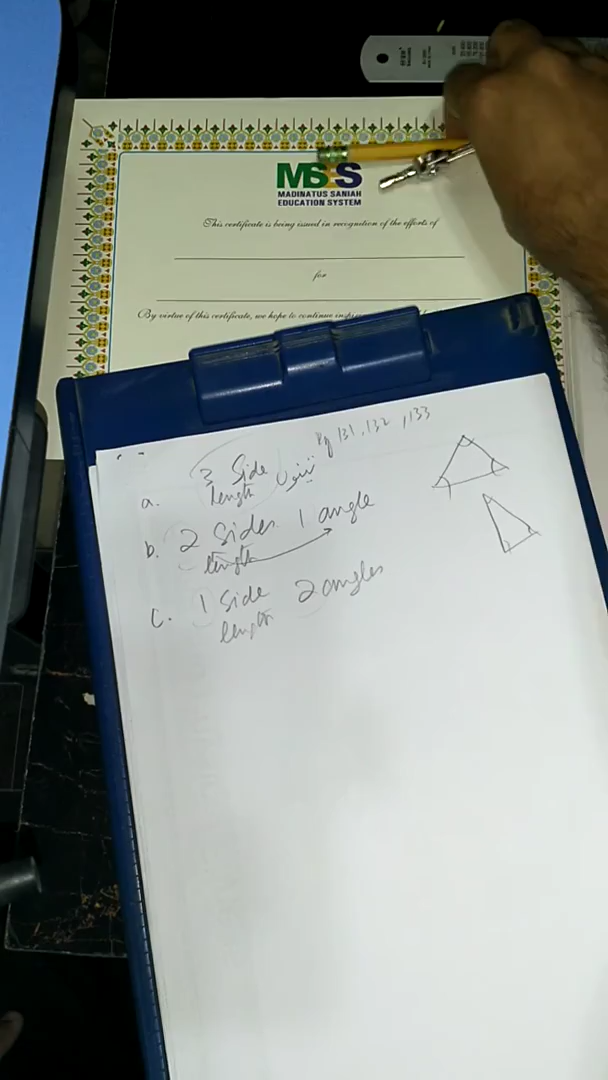 MSES
MADINATUS SANIAH
EDUCATION SYSTEM
This certificate is being issued in recognition of the efforts of
for
By virtue of this certificate, we hope to continue
Pg 131, 132, 133
a. 3 Side
length
b. 2 Sides 1 angle
length
c. 1 Side 2 angles
length